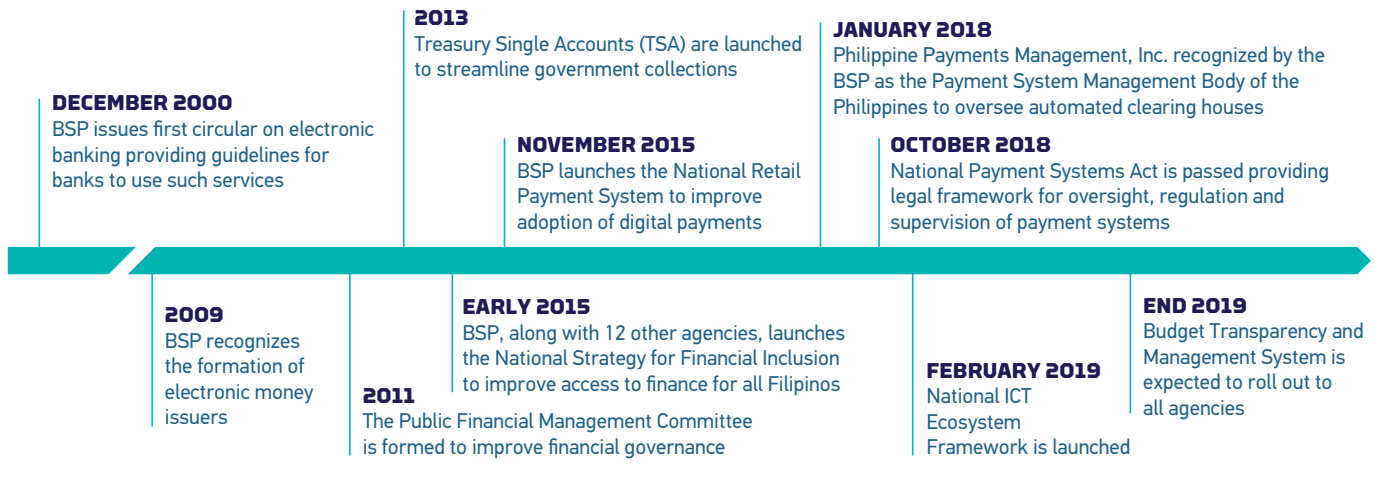 DECEMBER 2000
BSP issues first circular on electronic
banking providing guidelines for
banks to use such services
2009
BSP recognizes
the formation of
electronic money
issuers
2011
The Public Financial Management Committee
is formed to improve financial governance
2013
Treasury Single Accounts (TSA) are launched
to streamline government collections
EARLY 2015
BSP, along with 12 other agencies, launches
the National Strategy for Financial Inclusion
to improve access to finance for all Filipinos
NOVEMBER 2015
BSP launches the National Retail
Payment System to improve
adoption of digital payments
JANUARY 2018
Philippine Payments Management, Inc. recognized by the
BSP as the Payment System Management Body of the
Philippines to oversee automated clearing houses
OCTOBER 2018
National Payment Systems Act is passed providing
legal framework for oversight, regulation and
supervision of payment systems
FEBRUARY 2019
National ICT
Ecosystem
Framework is launched
END 2019
Budget Transparency and
Management System is
expected to roll out to
all agencies